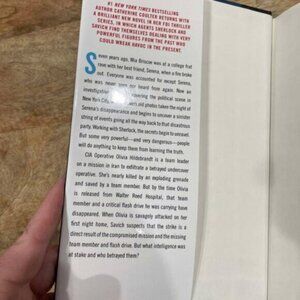 #1 NEW YORK TIMES BESTSELLING
AUTHOR CATHERINE COULTER RETURNS WITH
A BRILLIANT NEW NOVEL IN HER FBI THRILLER
SERIES, IN WHICH AGENTS SHERLOCK AND
SAVICH FIND THEMSELVES DEALING WITH VERY
POWERFUL FIGURES FROM THE PAST WHO
COULD WREAK HAVOC IN THE PRESENT.
Seven years ago, Mia Briscoe was at a college frat
rave with her best friend, Serena, when a fire broke
out. Everyone was accounted for except Serena,
who was never seen or heard from again. Now an
investigative covering the political scene in
New York City old photos taken the night of
Serena's disappearance and begins to uncover a sinister
string of events going all the way back to that disastrous
party. Working with Sherlock, the secrets begin to unravel.
But some very powerful—and very dangerous—people
will do anything to keep them from learning the truth.
CIA Operative Olivia Hildebrandt is a team leader
on a mission in Iran to exfiltrate a betrayed undercover
operative. She's nearly killed by an exploding grenade
and saved by a team member. But by the time Olivia
is released from Walter Reed Hospital, that team
member and a critical flash drive he was carrying have
disappeared. When Olivia is savagely attacked on her
first night home, Savich suspects that the strike is a
direct result of the compromised mission and the missing
team member and flash drive. But what intelligence was
at stake and who betrayed them?